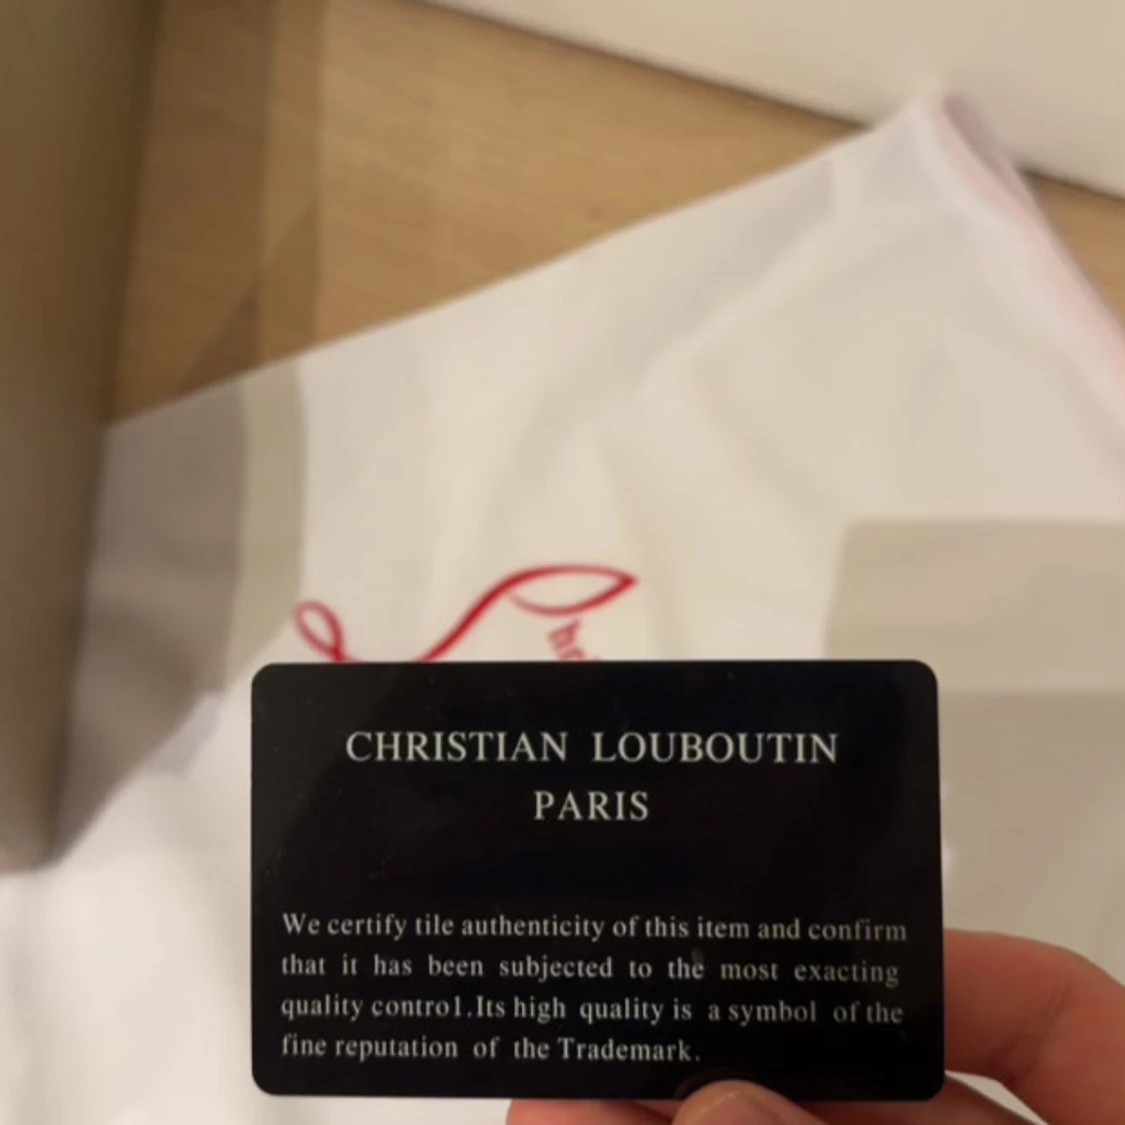 hri
CHRISTIAN LOUBOUTIN
PARIS
We certify tile authenticity of this item and confirm
that it has been subjected to the most exacting
quality contro1.Its high quality is a symbol of the
fine reputation of the Trademark.